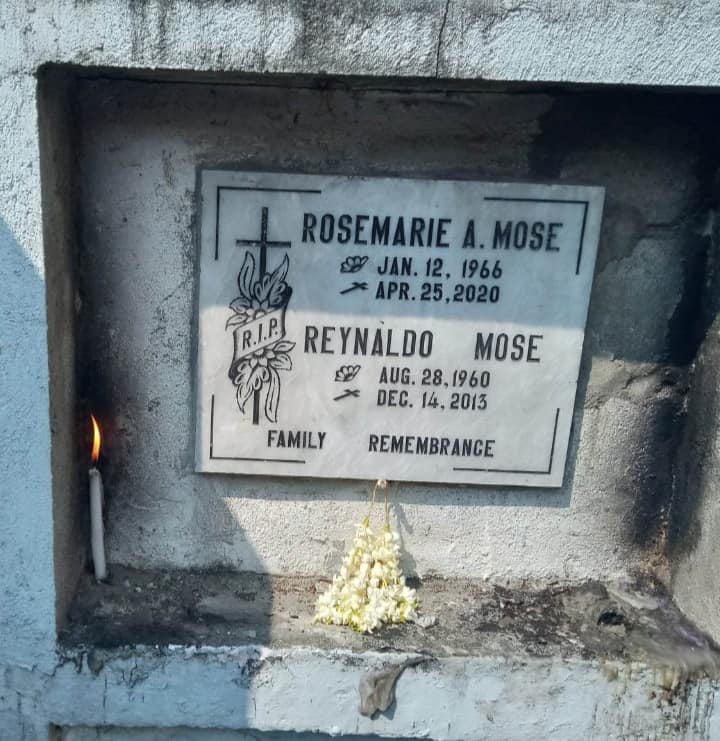 ROSEMARIE A. MOSE
JAN. 12, 1966
APR. 25, 2020
R.I.P.
REYNALDO MOSE
AUG. 28, 1960
DEC. 14, 2013
FAMILY REMEMBRANCE